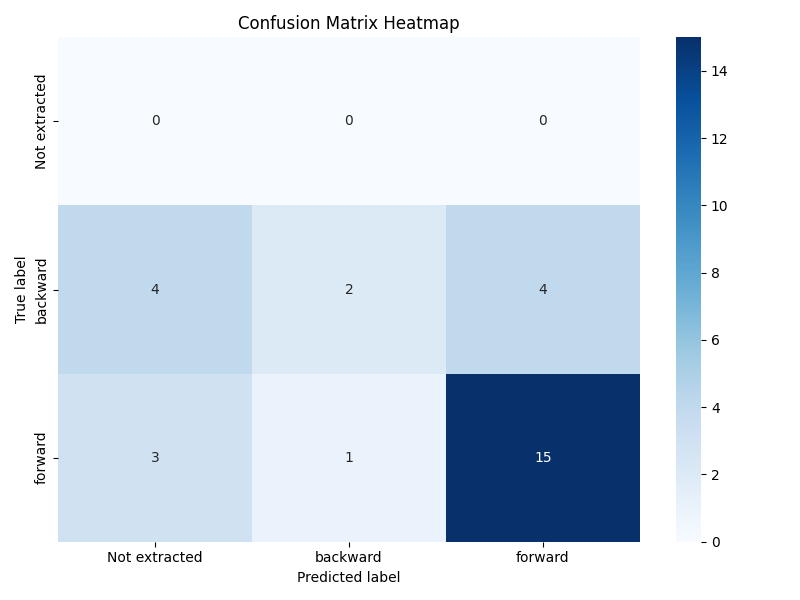 Confusion Matrix Heatmap
Not extracted
0 0 0
True label
backward
4 2 4
forward
3 1 15
Not extracted backward forward
Predicted label
14
12
10
8
6
4
2
0